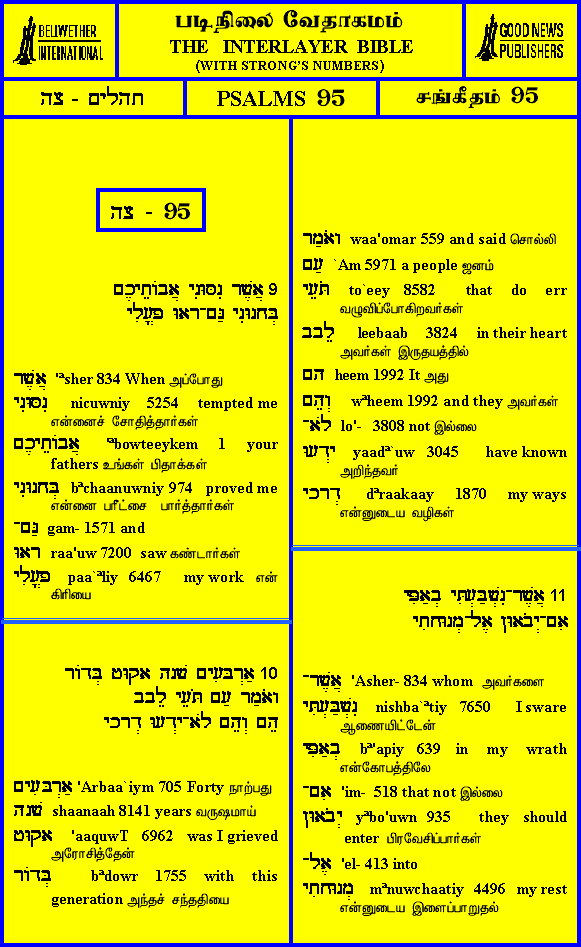 BELLWETHER INTERNATIONAL
படிநிலை வேதாகமம்
THE INTERLAYER BIBLE
(WITH STRONG'S NUMBERS)
GOOD NEWS PUBLISHERS
תהלים - צה
PSALMS 95
சங்கீதம் 95
צה - 95
9 אֲשֶׁר נִסּוּנִי אֲבוֹתֵיכֶם
בְּחָנוּנִי גַּם־רָאוּ פׇעֳלִי
אֲשֶׁר 'ªsher 834 When அப்போது
נִסּוּנִי nicuwniy 5254 tempted me
என்னைச் சோதித்தார்கள்
אֲבוֹתֵיכֶם 'ªbowteeykem 1 your
fathers உங்கள் பிதாக்கள்
בְּחָנוּנִי bªchaanuwniy 974 proved me
என்னை பரீட்சை பார்த்தார்கள்
גַּם־ gam- 1571 and
רָאוּ raa'uw 7200 saw கண்டார்கள்
פׇעֳלִי paa`ªliy 6467 my work என்
கிரியை
10 אַרְבָּעִים שָׁנָה אָקוּט בְּדוֹר
וָאֹמַר עַם תֹּעֵי לֵבָב
הֵם וְהֵם לֹא־יָדְעוּ דְרָכָי
אַרְבָּעִים 'Arbaa`iym 705 Forty நாற்பது
שָׁנָה shaanaah 8141 years வருஷமாய்
אָקוּט 'aaquwT 6962 was I grieved
அரோசித்தேன்
בְּדוֹר bªdowr 1755 with this
generation அந்தச் சந்ததியை
וָאֹמַר waa'omar 559 and said சொல்லி
עַם `Am 5971 a people ஜனம்
תֹּעֵי to`eey 8582 that do err
வழுவிப்போகிறவர்கள்
לֵבָב leebaab 3824 in their heart
அவர்கள் இருதயத்தில்
הֵם heem 1992 It அது
וְהֵם wªheem 1992 and they அவர்கள்
לֹא־ lo'- 3808 not இல்லை
יָדְעוּ yaadª`uw 3045 have known
அறிந்தவர்
דְרָכָי dªraakaay 1870 my ways
என்னுடைய வழிகள்
11 אֲשֶׁר־נִשְׁבַּעְתִּי בְאַפִּי
אִם־יְבֹאוּן אֶל־מְנוּחָתִי
אֲשֶׁר־ 'Asher- 834 whom அவர்களை
נִשְׁבַּעְתִּי nishba`ªtiy 7650 I sware
ஆணையிட்டேன்
בְאַפִּי bª'apiy 639 in my wrath
என்கோபத்திலே
אִם־ 'im- 518 that not இல்லை
יְבֹאוּן yªbo'uwn 935 they should
enter பிரவேசிப்பார்கள்
אֶל־ 'el- 413 into
מְנוּחָתִי mªnuwchaatiy 4496 my rest
என்னுடைய இளைப்பாறுதல்